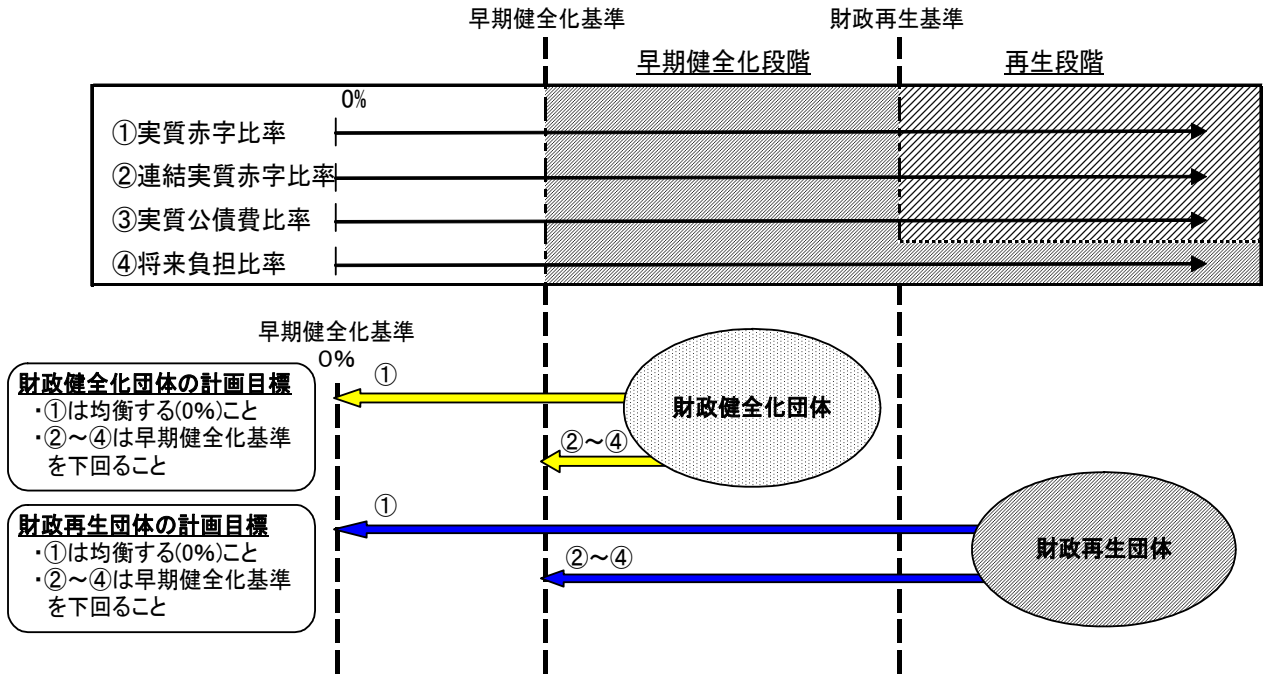 早期健全化基準
財政再生基準
早期健全化段階
再生段階
0%
①実質赤字比率
②連結実質赤字比率
③実質公債費比率
④将来負担比率
早期健全化基準
0%
財政健全化団体の計画目標
・①は均衡する(0%)こと
・②～④は早期健全化基準
を下回ること
①
②～④
財政健全化団体
財政再生団体の計画目標
・①は均衡する(0%)こと
・②～④は早期健全化基準
を下回ること
①
②～④
財政再生団体